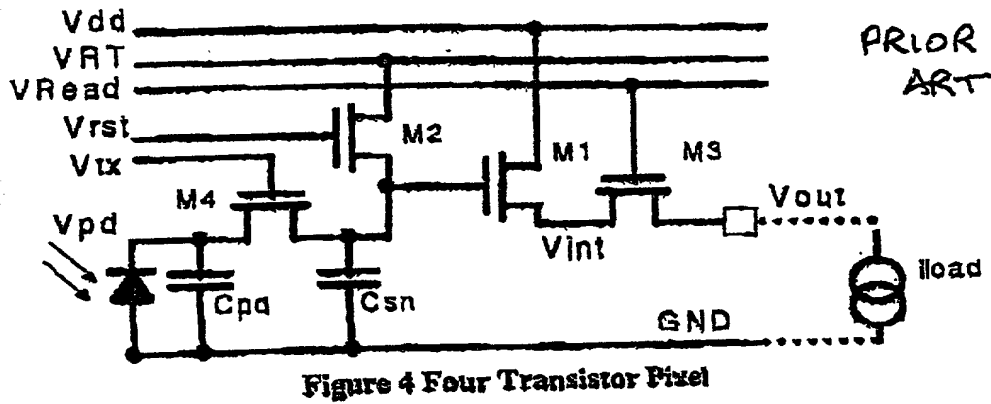 Vdd
VRT
VRead
Vrst
Vtx
PRIOR
ART
M2
M1
M3
M4
Vpd
Vout
Vint
Iload
Cpd
Csn
GND
Figure 4 Four Transistor Pixel